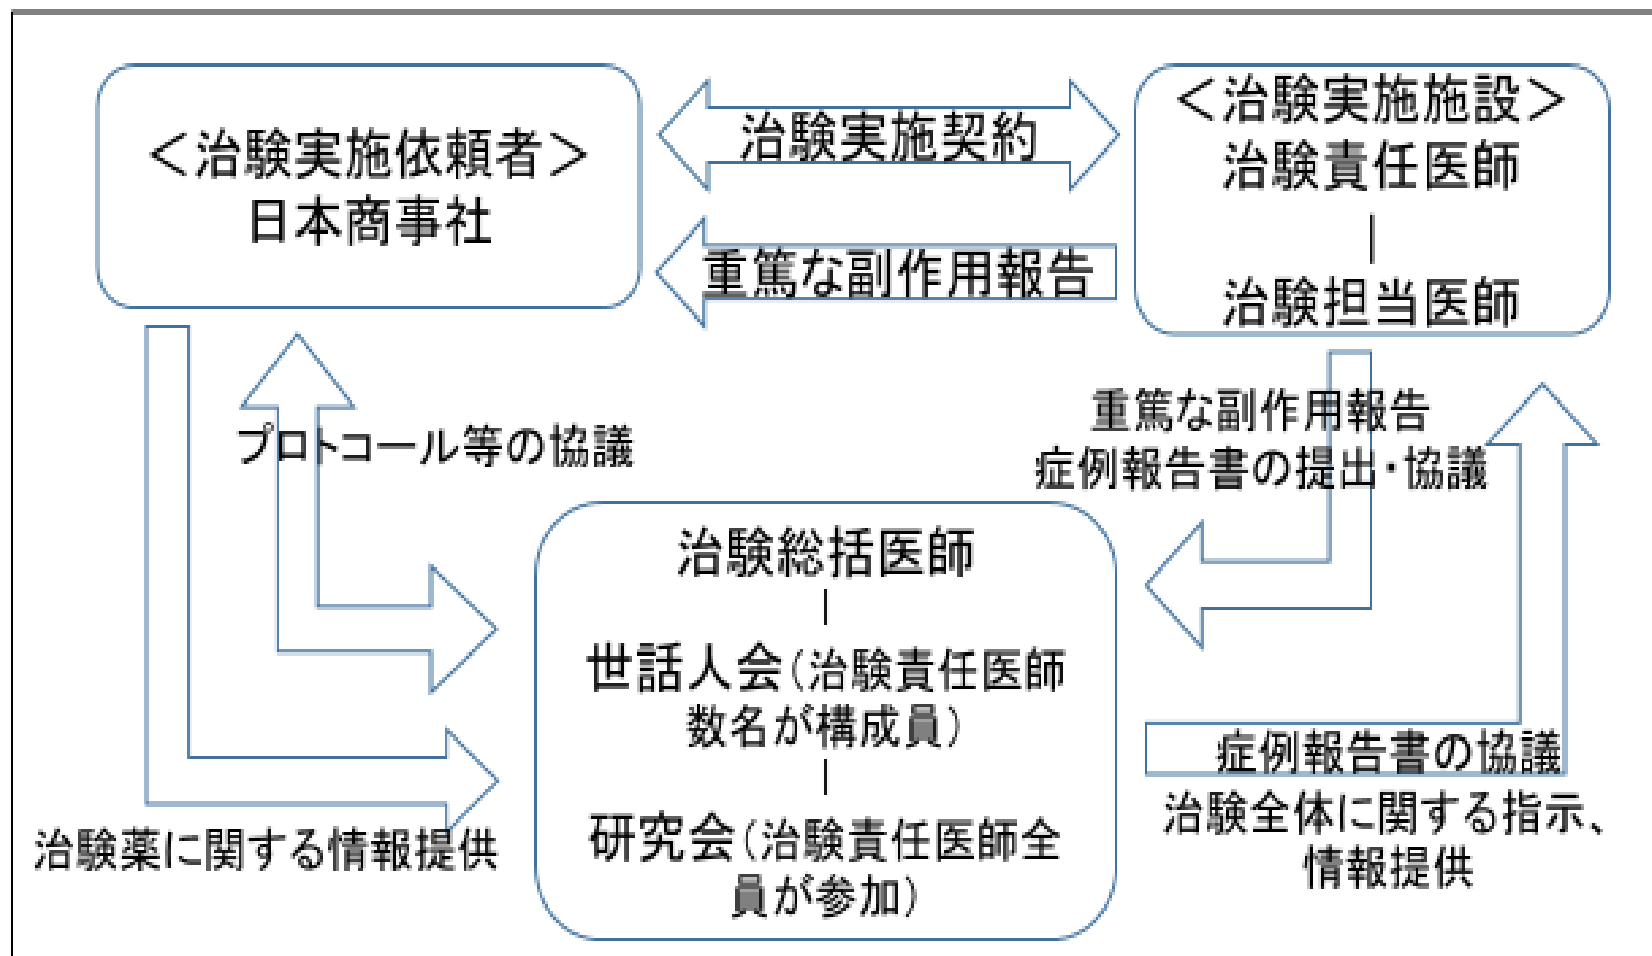 ＜治験実施依頼者＞
日本商事社
治験実施契約
重篤な副作用報告
＜治験実施施設＞
治験責任医師
治験担当医師
プロトコール等の協議
重篤な副作用報告
症例報告書の提出・協議
治験総括医師
世話人会（治験責任医師
数名が構成員）
研究会（治験責任医師全
員が参加）
治験薬に関する情報提供
症例報告書の協議
治験全体に関する指示、
情報提供